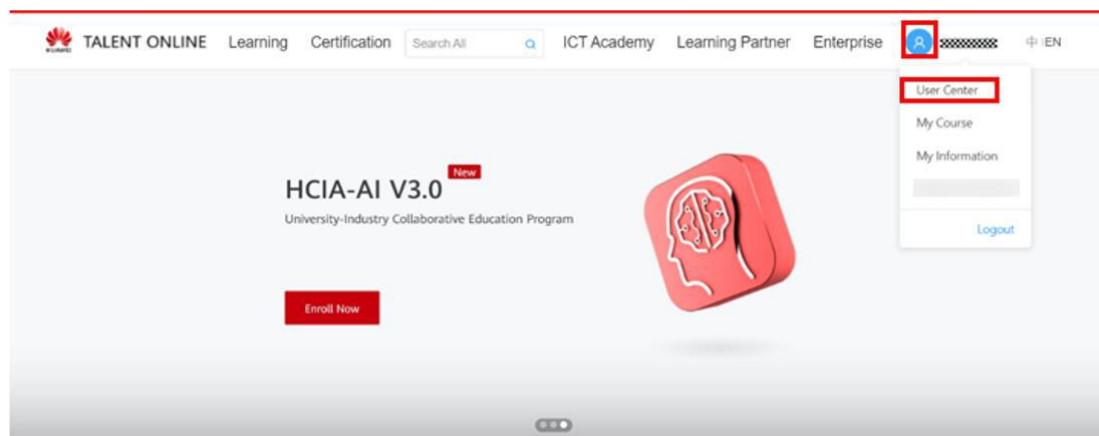 HUAWEI TALENT ONLINE Learning Certification Search All ICT Academy Learning Partner Enterprise xxxxxxxxxx 中 | EN
User Center
My Course
My Information
New
HCIA-AI V3.0
University-Industry Collaborative Education Program
Logout
Enroll Now